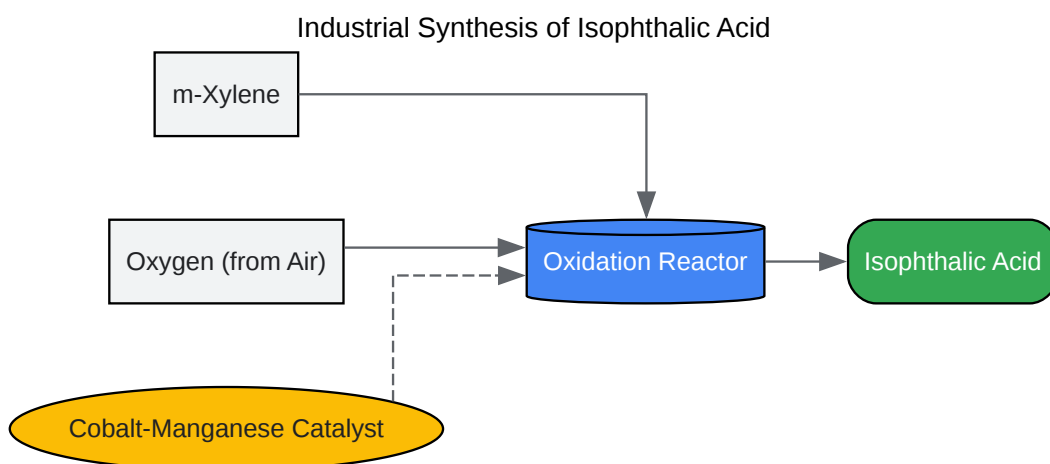 Industrial Synthesis of Isophthalic Acid
m-Xylene
Oxygen (from Air)
Oxidation Reactor
Isophthalic Acid
Cobalt-Manganese Catalyst